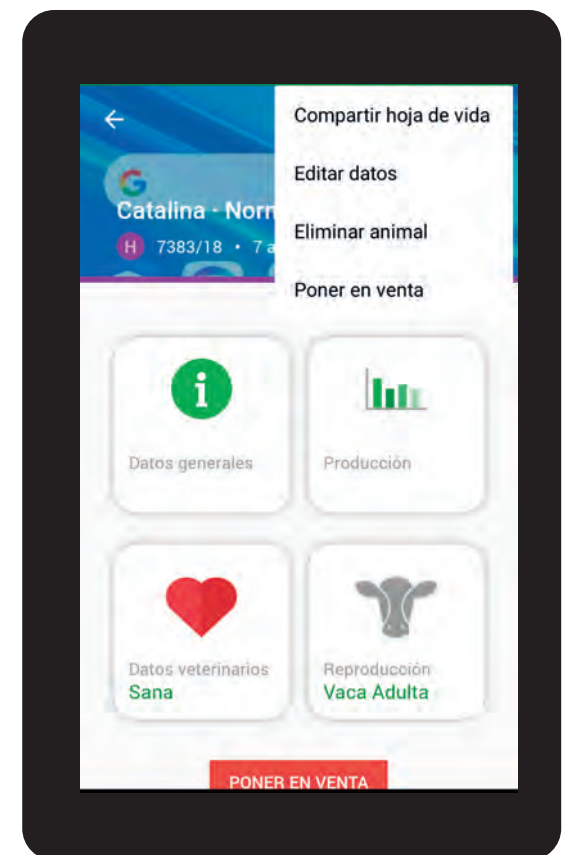 Compartir hoja de vida
Editar datos
Catalina · Norm
Eliminar animal
H 7383/18 • 7 a
Poner en venta
Datos generales
Producción
Datos veterinarios
Sana
Reproducción
Vaca Adulta
PONER EN VENTA